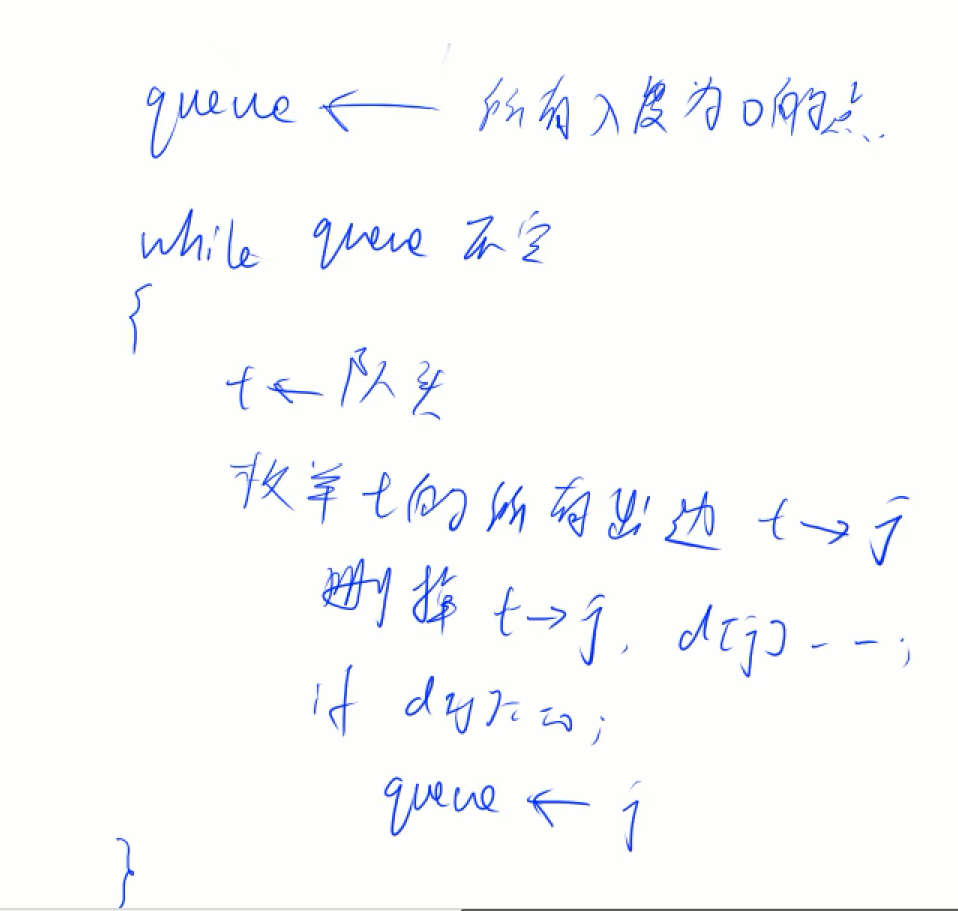 queue ← 所有入度为0的点
while queue 不空
{
t ← 队头
枚举 t 的所有出边 t → j
删掉 t → j, d[j]--;
if d[j] == 0;
queue ← j
}